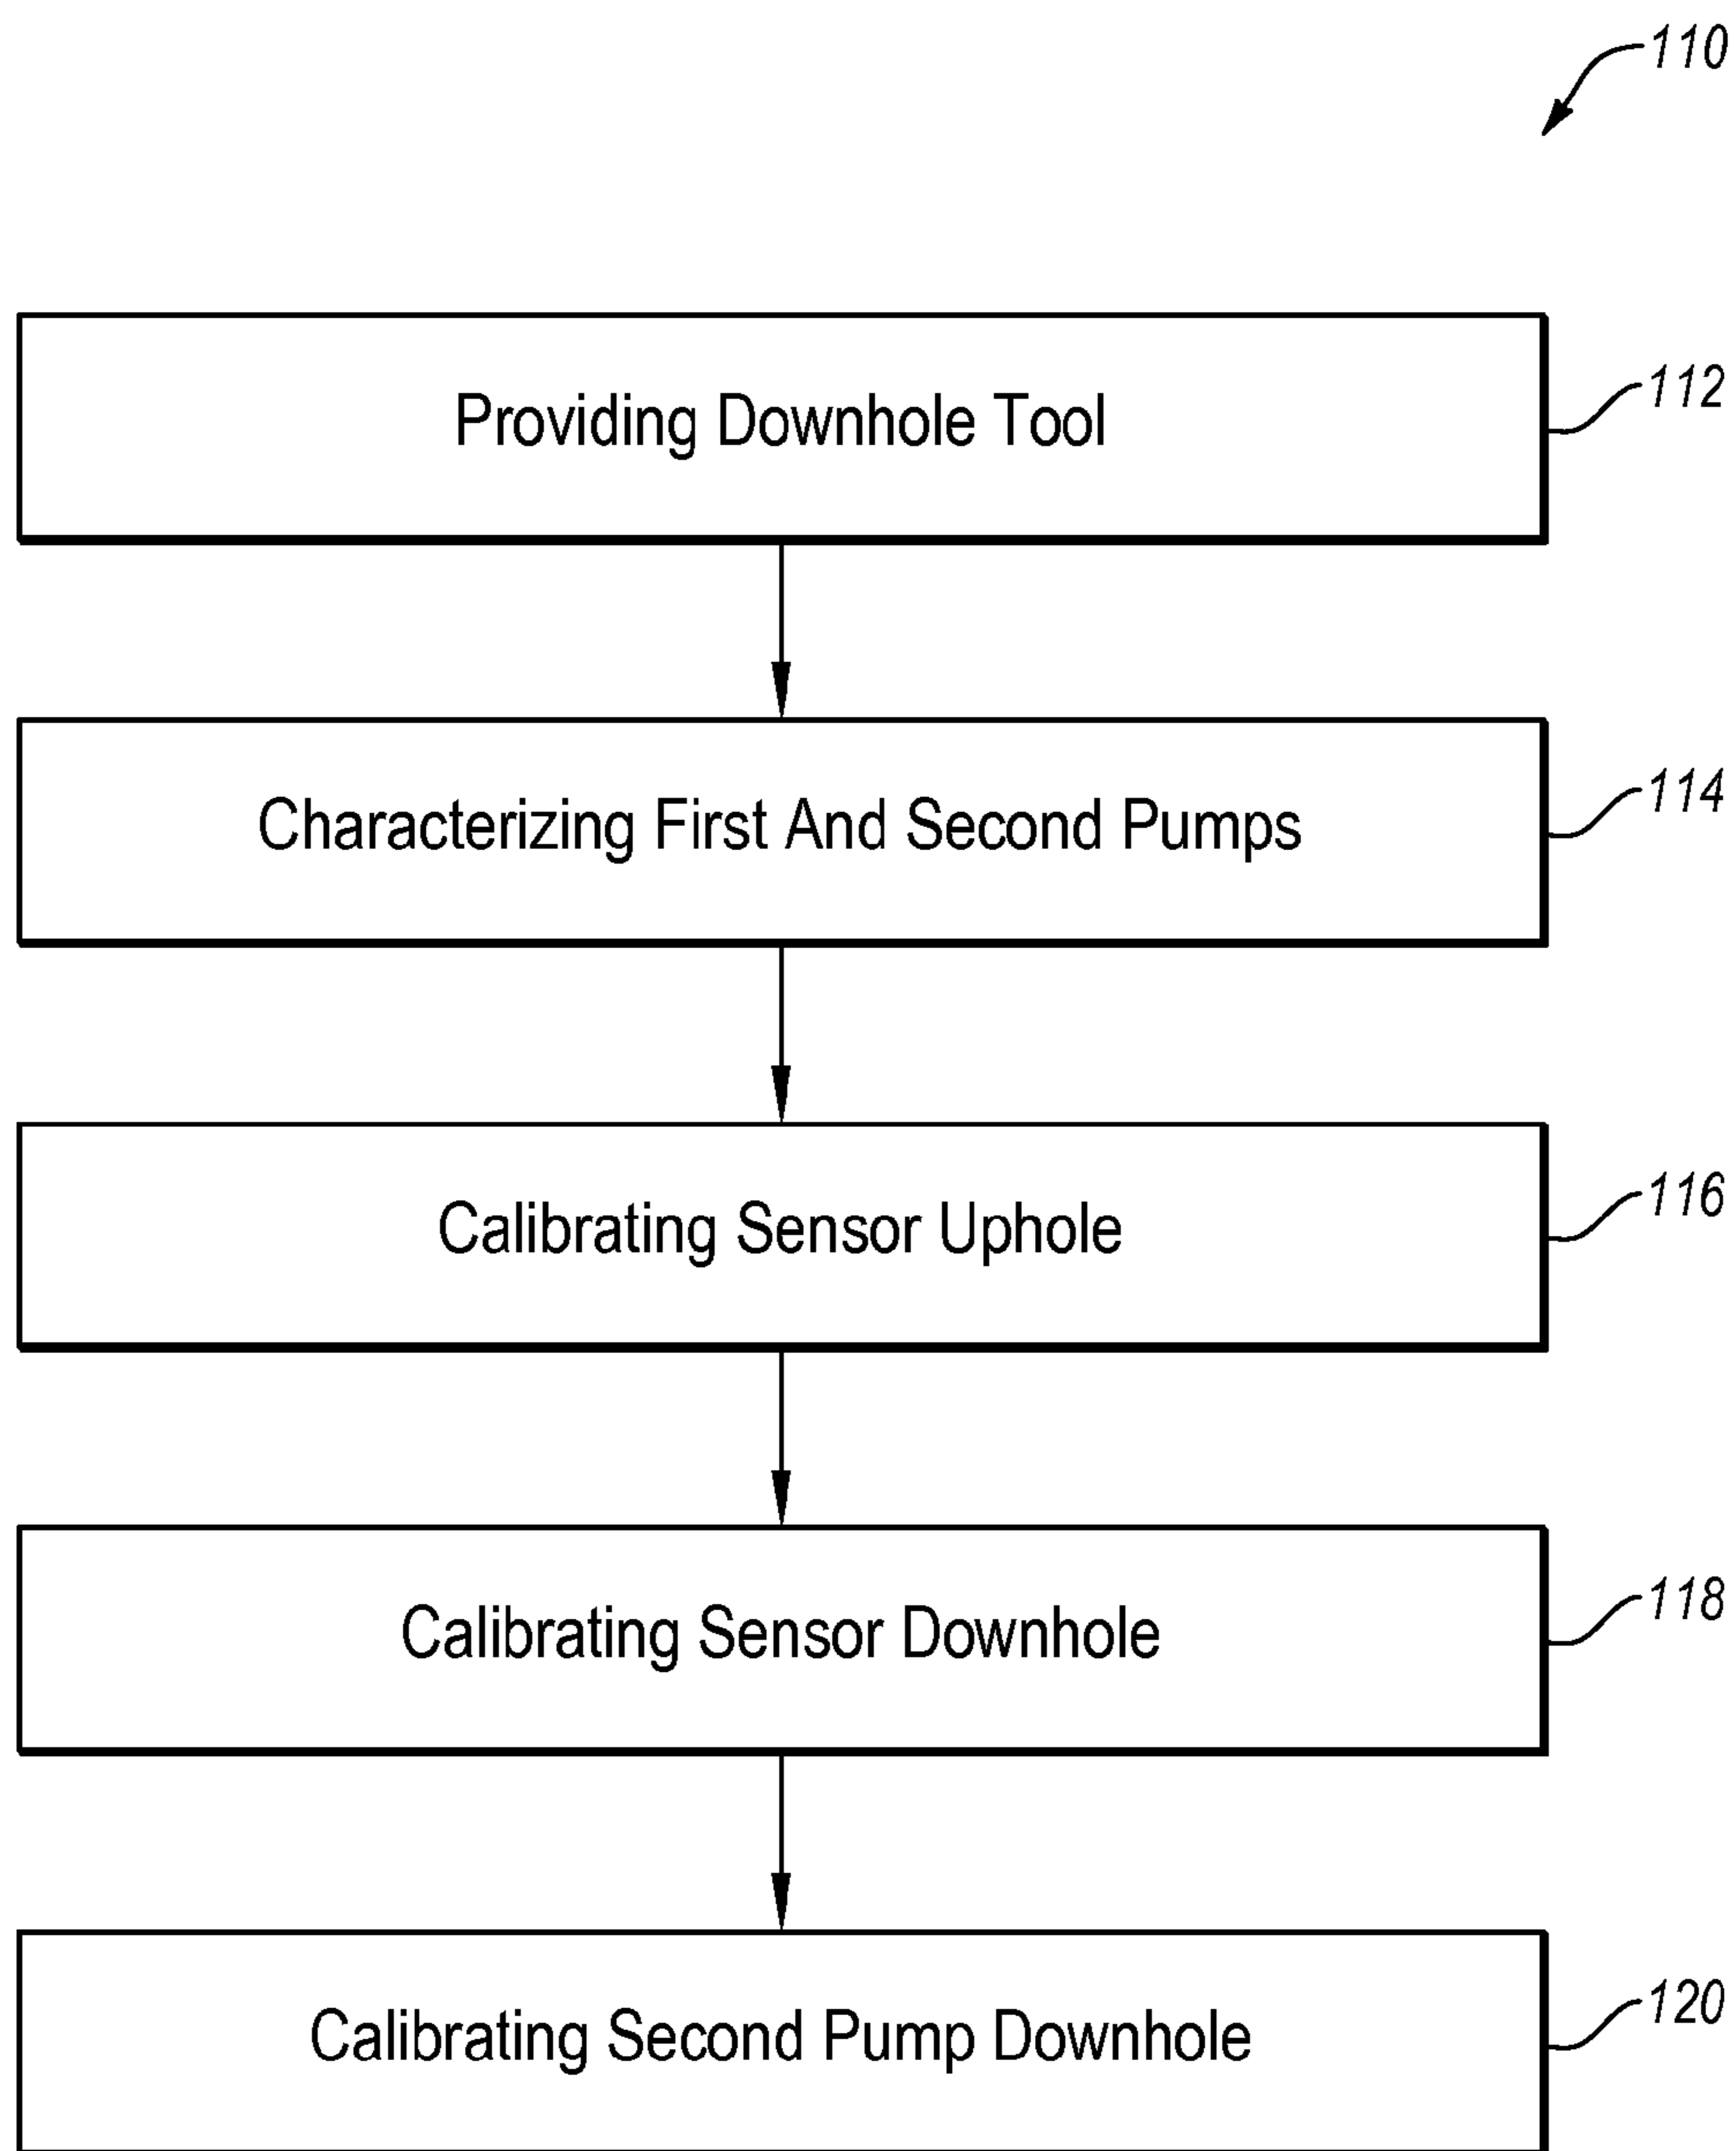 110
Providing Downhole Tool
112
Characterizing First And Second Pumps
114
Calibrating Sensor Uphole
116
Calibrating Sensor Downhole
118
Calibrating Second Pump Downhole
120